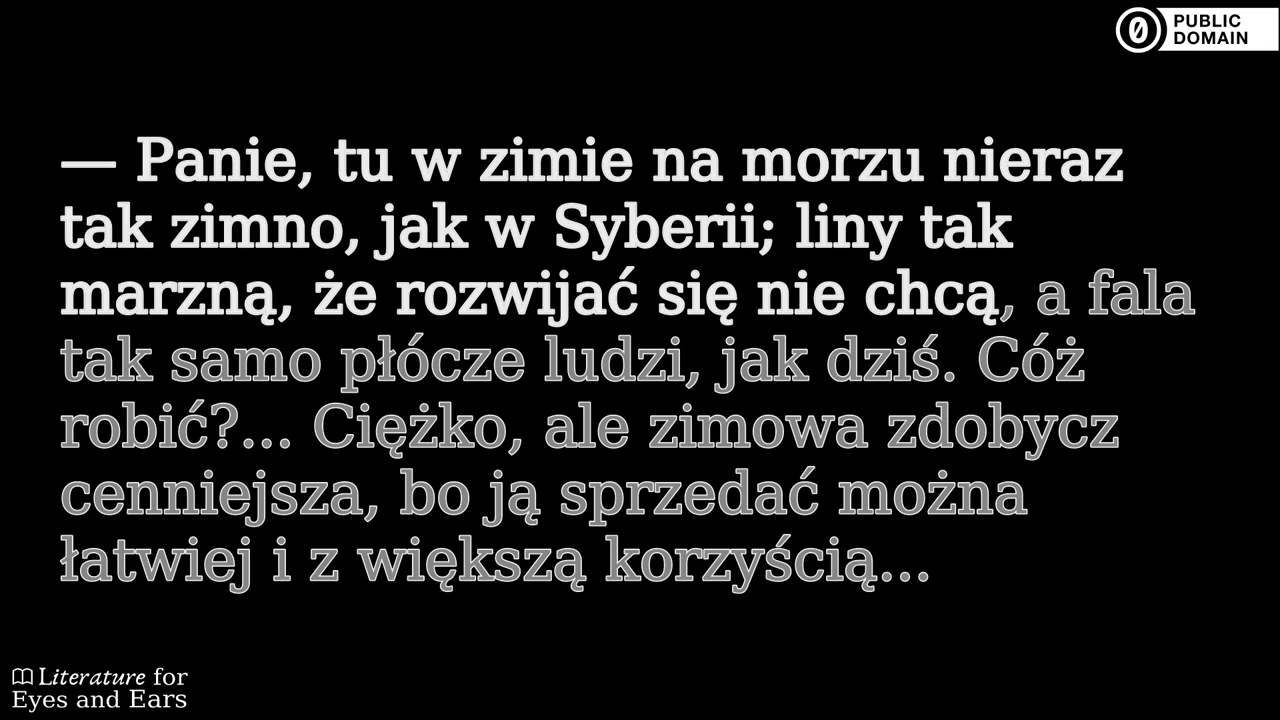 PUBLIC
DOMAIN
— Panie, tu w zimie na morzu nieraz
tak zimno, jak w Syberii; liny tak
marzną, że rozwijać się nie chcą, a fala
tak samo płócze ludzi, jak dziś. Cóż
robić?... Ciężko, ale zimowa zdobycz
cenniejsza, bo ją sprzedać można
łatwiej i z większą korzyścią...
Literature for
Eyes and Ears